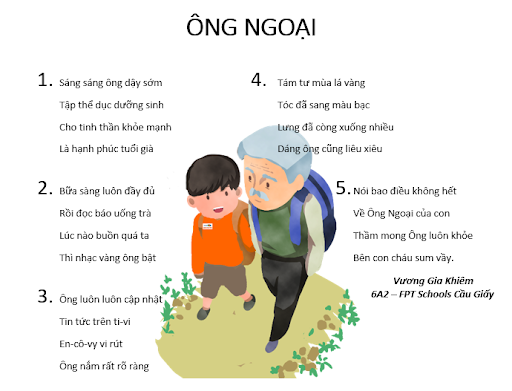 ÔNG NGOẠI
1. Sáng sáng ông dậy sớm
Tập thể dục dưỡng sinh
Cho tinh thần khỏe mạnh
Là hạnh phúc tuổi già
2. Bữa sàng luôn đầy đủ
Rồi đọc báo uống trà
Lúc nào buồn quá ta
Thì nhạc vàng ông bật
3. Ông luôn luôn cập nhật
Tin tức trên ti-vi
En-cô-vy vi rút
Ông nắm rất rõ ràng
4. Tám tư mùa lá vàng
Tóc đã sang màu bạc
Lưng đã còng xuống nhiều
Dáng ông cũng liêu xiêu
5. Nói bao điều không hết
Về Ông Ngoại của con
Thầm mong Ông luôn khỏe
Bên con cháu sum vầy.
Vương Gia Khiêm
6A2 – FPT Schools Cầu Giấy